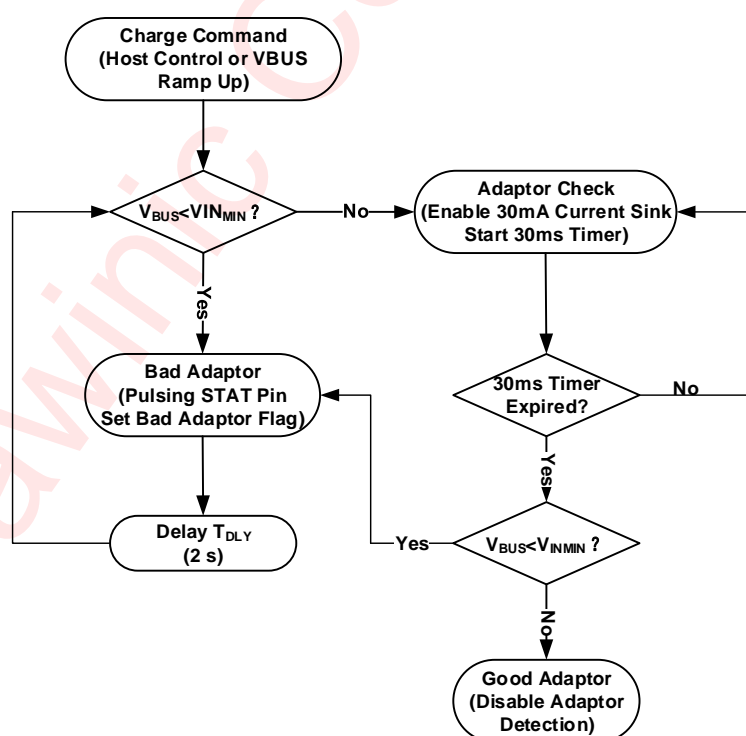 Charge Command
(Host Control or VBUS
Ramp Up)
VBUS<VINMIN ?
No
Adaptor Check
(Enable 30mA Current Sink
Start 30ms Timer)
Yes
Bad Adaptor
(Pulsing STAT Pin
Set Bad Adaptor Flag)
30ms Timer
Expired?
No
Yes
Delay TDLY
(2 s)
Yes
VBUS<VINMIN ?
No
Good Adaptor
(Disable Adaptor
Detection)
awinic Co